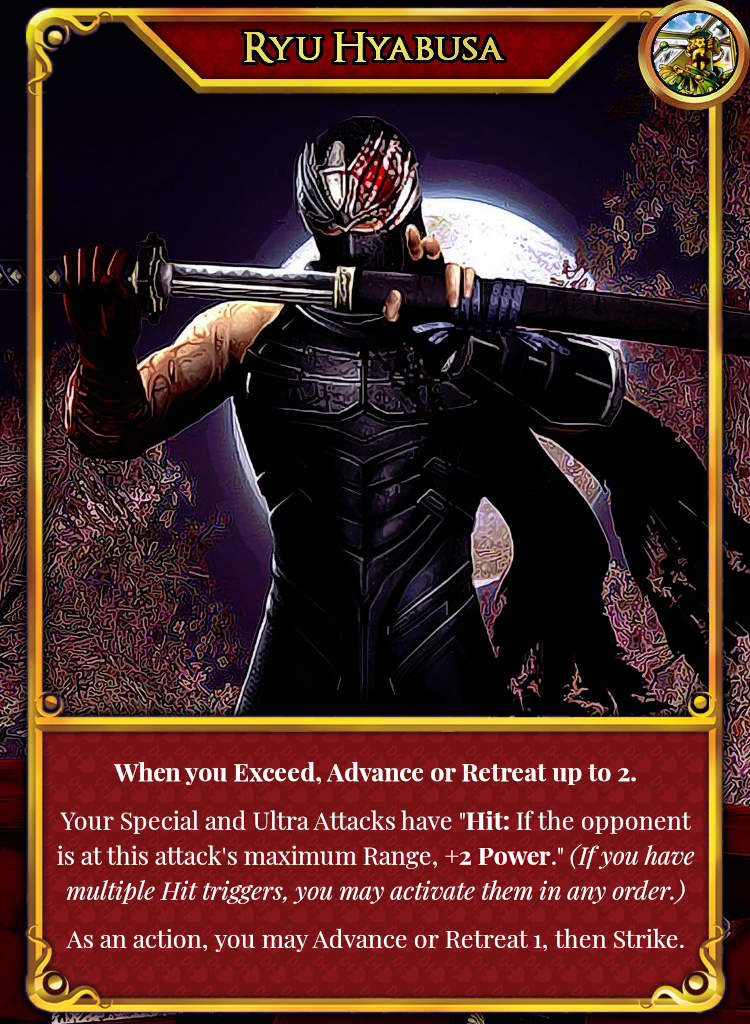 Ryu Hyabusa
When you Exceed, Advance or Retreat up to 2.
Your Special and Ultra Attacks have "Hit: If the opponent
is at this attack's maximum Range, +2 Power." (If you have
multiple Hit triggers, you may activate them in any order.)
As an action, you may Advance or Retreat 1, then Strike.